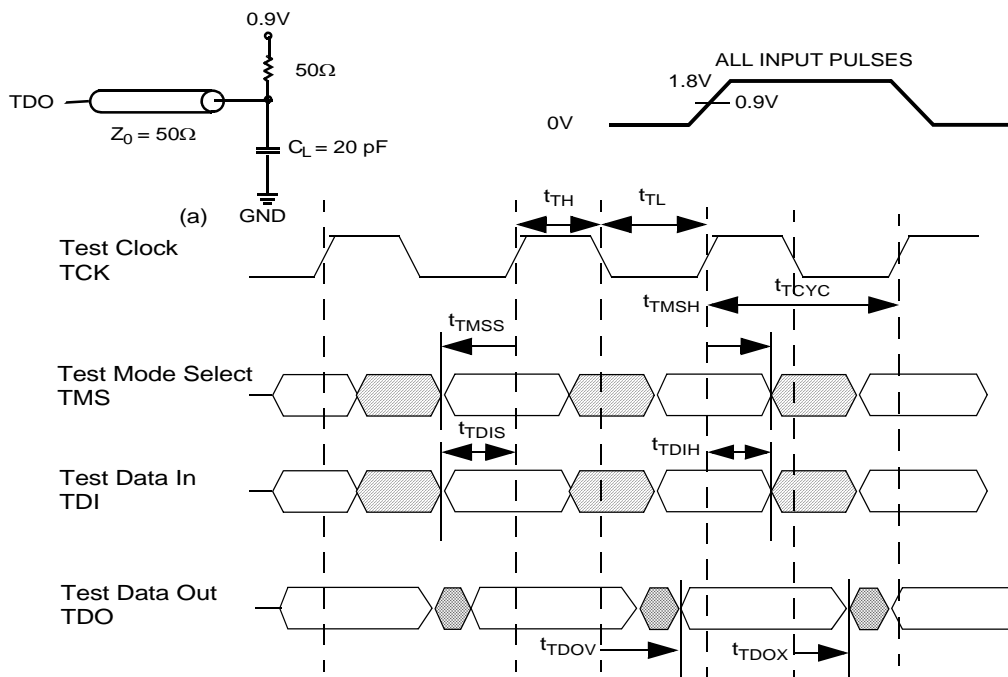 0.9V
50Ω
TDO
Z0 = 50Ω
CL = 20 pF
(a)
GND
ALL INPUT PULSES
1.8V
0.9V
0V
tTH
tTL
Test Clock
TCK
tTMSH
tTCYC
tTMSS
Test Mode Select
TMS
tTDIS
tTDIH
Test Data In
TDI
Test Data Out
TDO
tTDOV
tTDOX